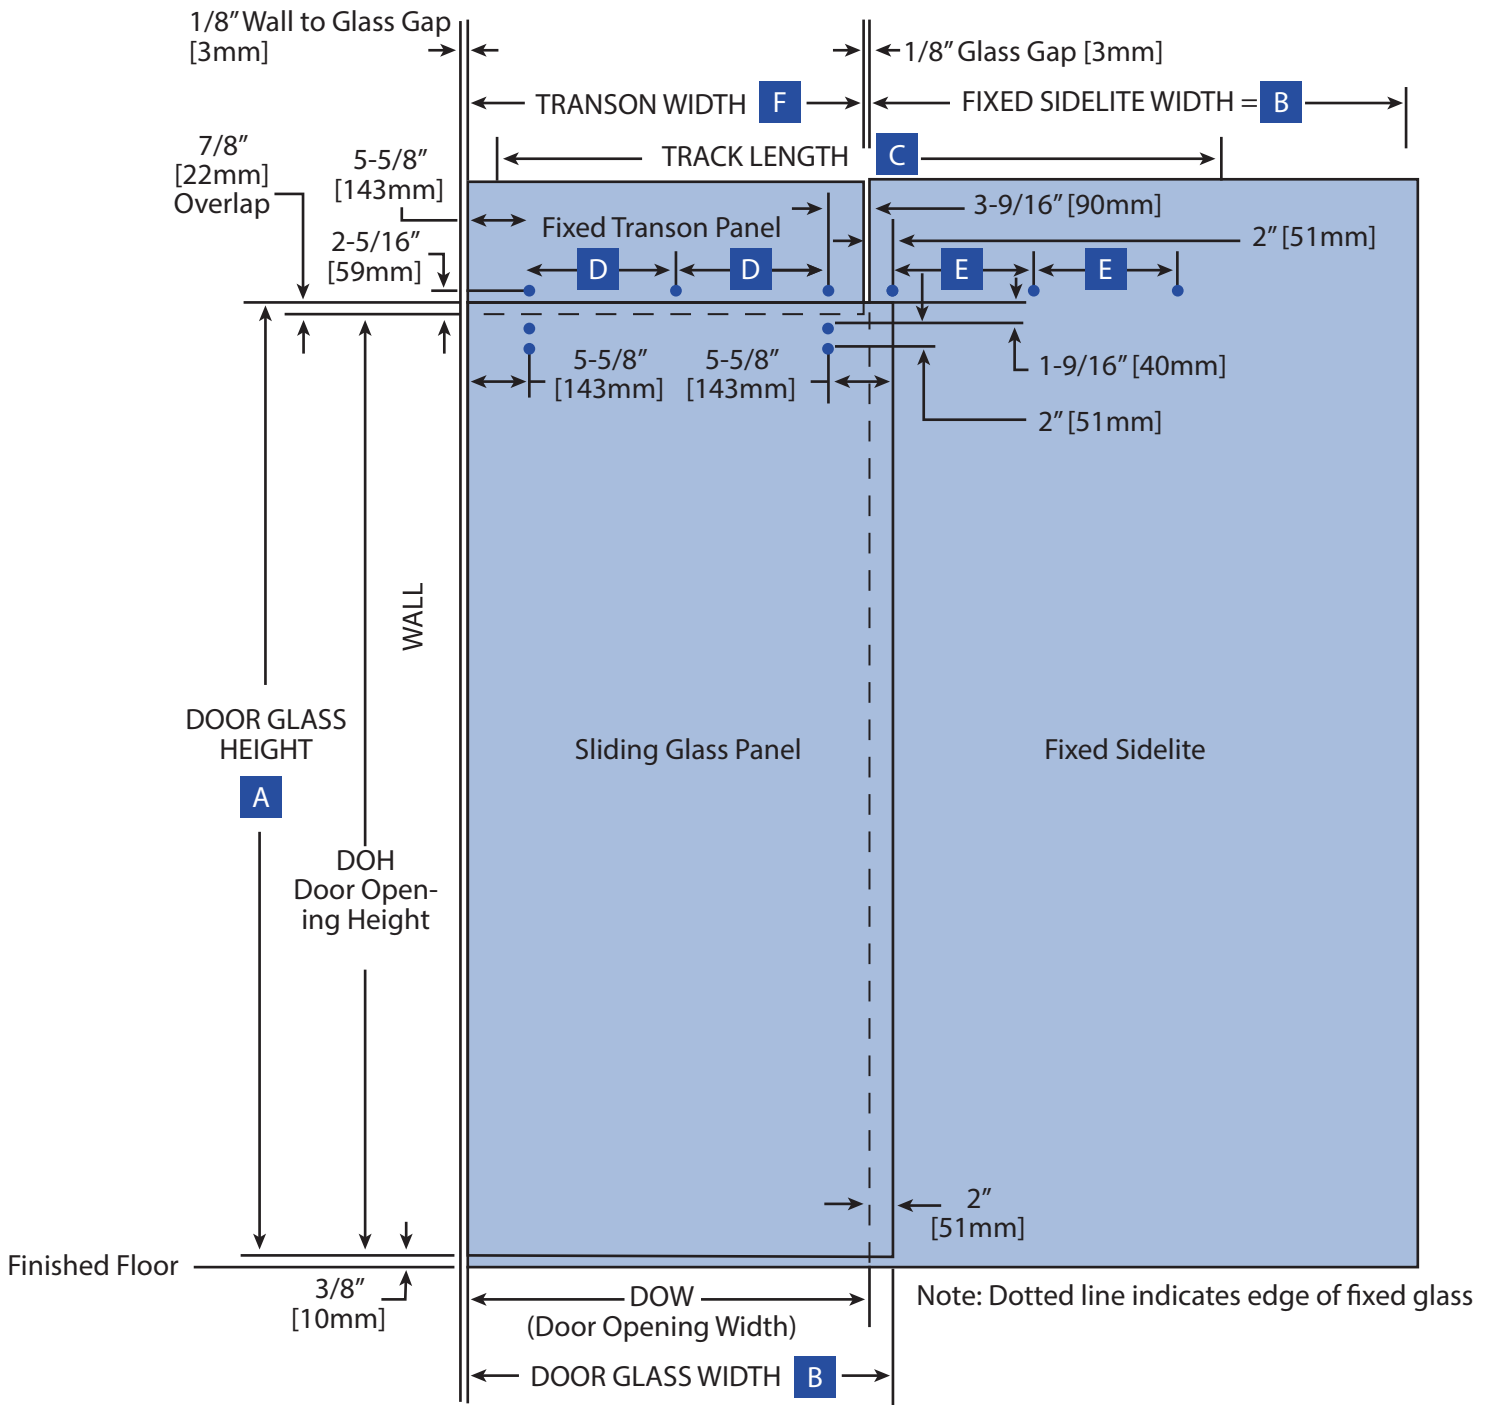 1/8” Wall to Glass Gap
[3mm]
1/8” Glass Gap [3mm]
TRANSON WIDTH F
FIXED SIDELITE WIDTH = B
7/8”
[22mm]
Overlap
5-5/8”
[143mm]
TRACK LENGTH C
2-5/16”
[59mm]
Fixed Transon Panel
3-9/16” [90mm]
2” [51mm]
D
D
E
E
5-5/8”
[143mm]
5-5/8”
[143mm]
1-9/16” [40mm]
2” [51mm]
WALL
DOOR GLASS
HEIGHT
A
Sliding Glass Panel
Fixed Sidelite
DOH
Door Open-
ing Height
2”
[51mm]
Finished Floor
3/8”
[10mm]
DOW
(Door Opening Width)
Note: Dotted line indicates edge of fixed glass
DOOR GLASS WIDTH B